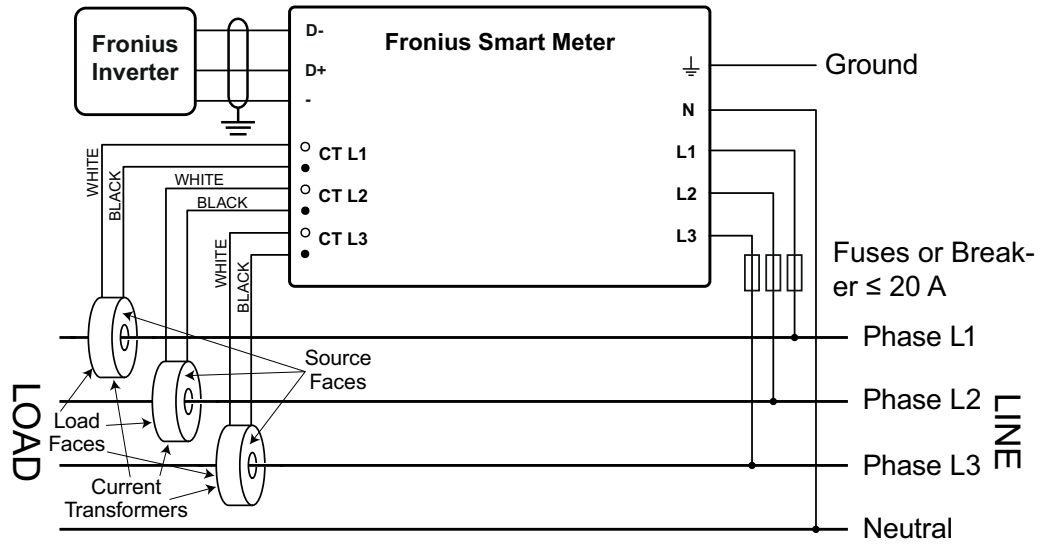 Fronius
Inverter
D-
D+
-
Fronius Smart Meter
Ground
N
L1
L2
L3
CT L1
CT L2
CT L3
WHITE
BLACK
WHITE
BLACK
WHITE
BLACK
Fuses or Break-
er ≤ 20 A
Phase L1
Phase L2
Phase L3
Neutral
LINE
LOAD
Source
Faces
Load
Faces
Current
Transformers